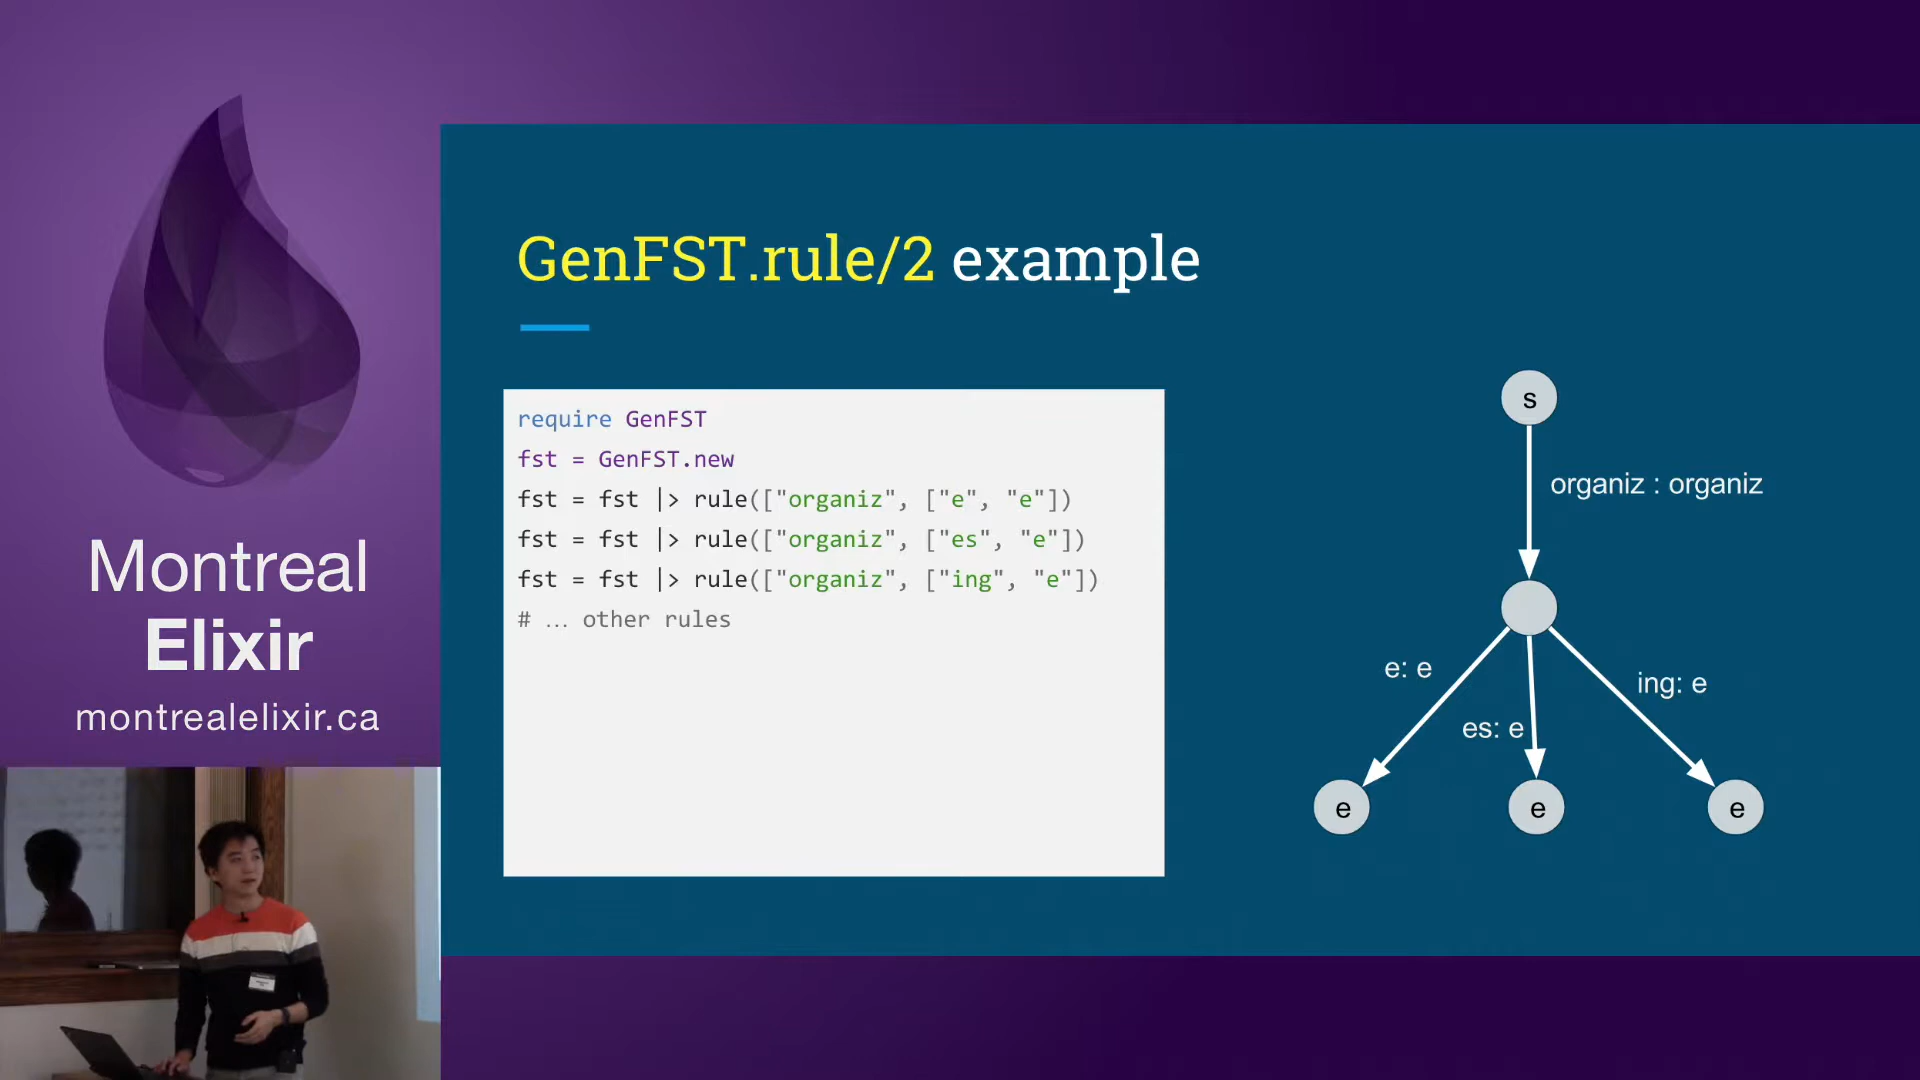 Montreal
Elixir
montrealelixir.ca
GenFST.rule/2 example
require GenFST
fst = GenFST.new
fst = fst |> rule(["organiz", ["e", "e"])
fst = fst |> rule(["organiz", ["es", "e"])
fst = fst |> rule(["organiz", ["ing", "e"])
# ... other rules
s
organiz : organiz
e: e
es: e
ing: e
e
e
e